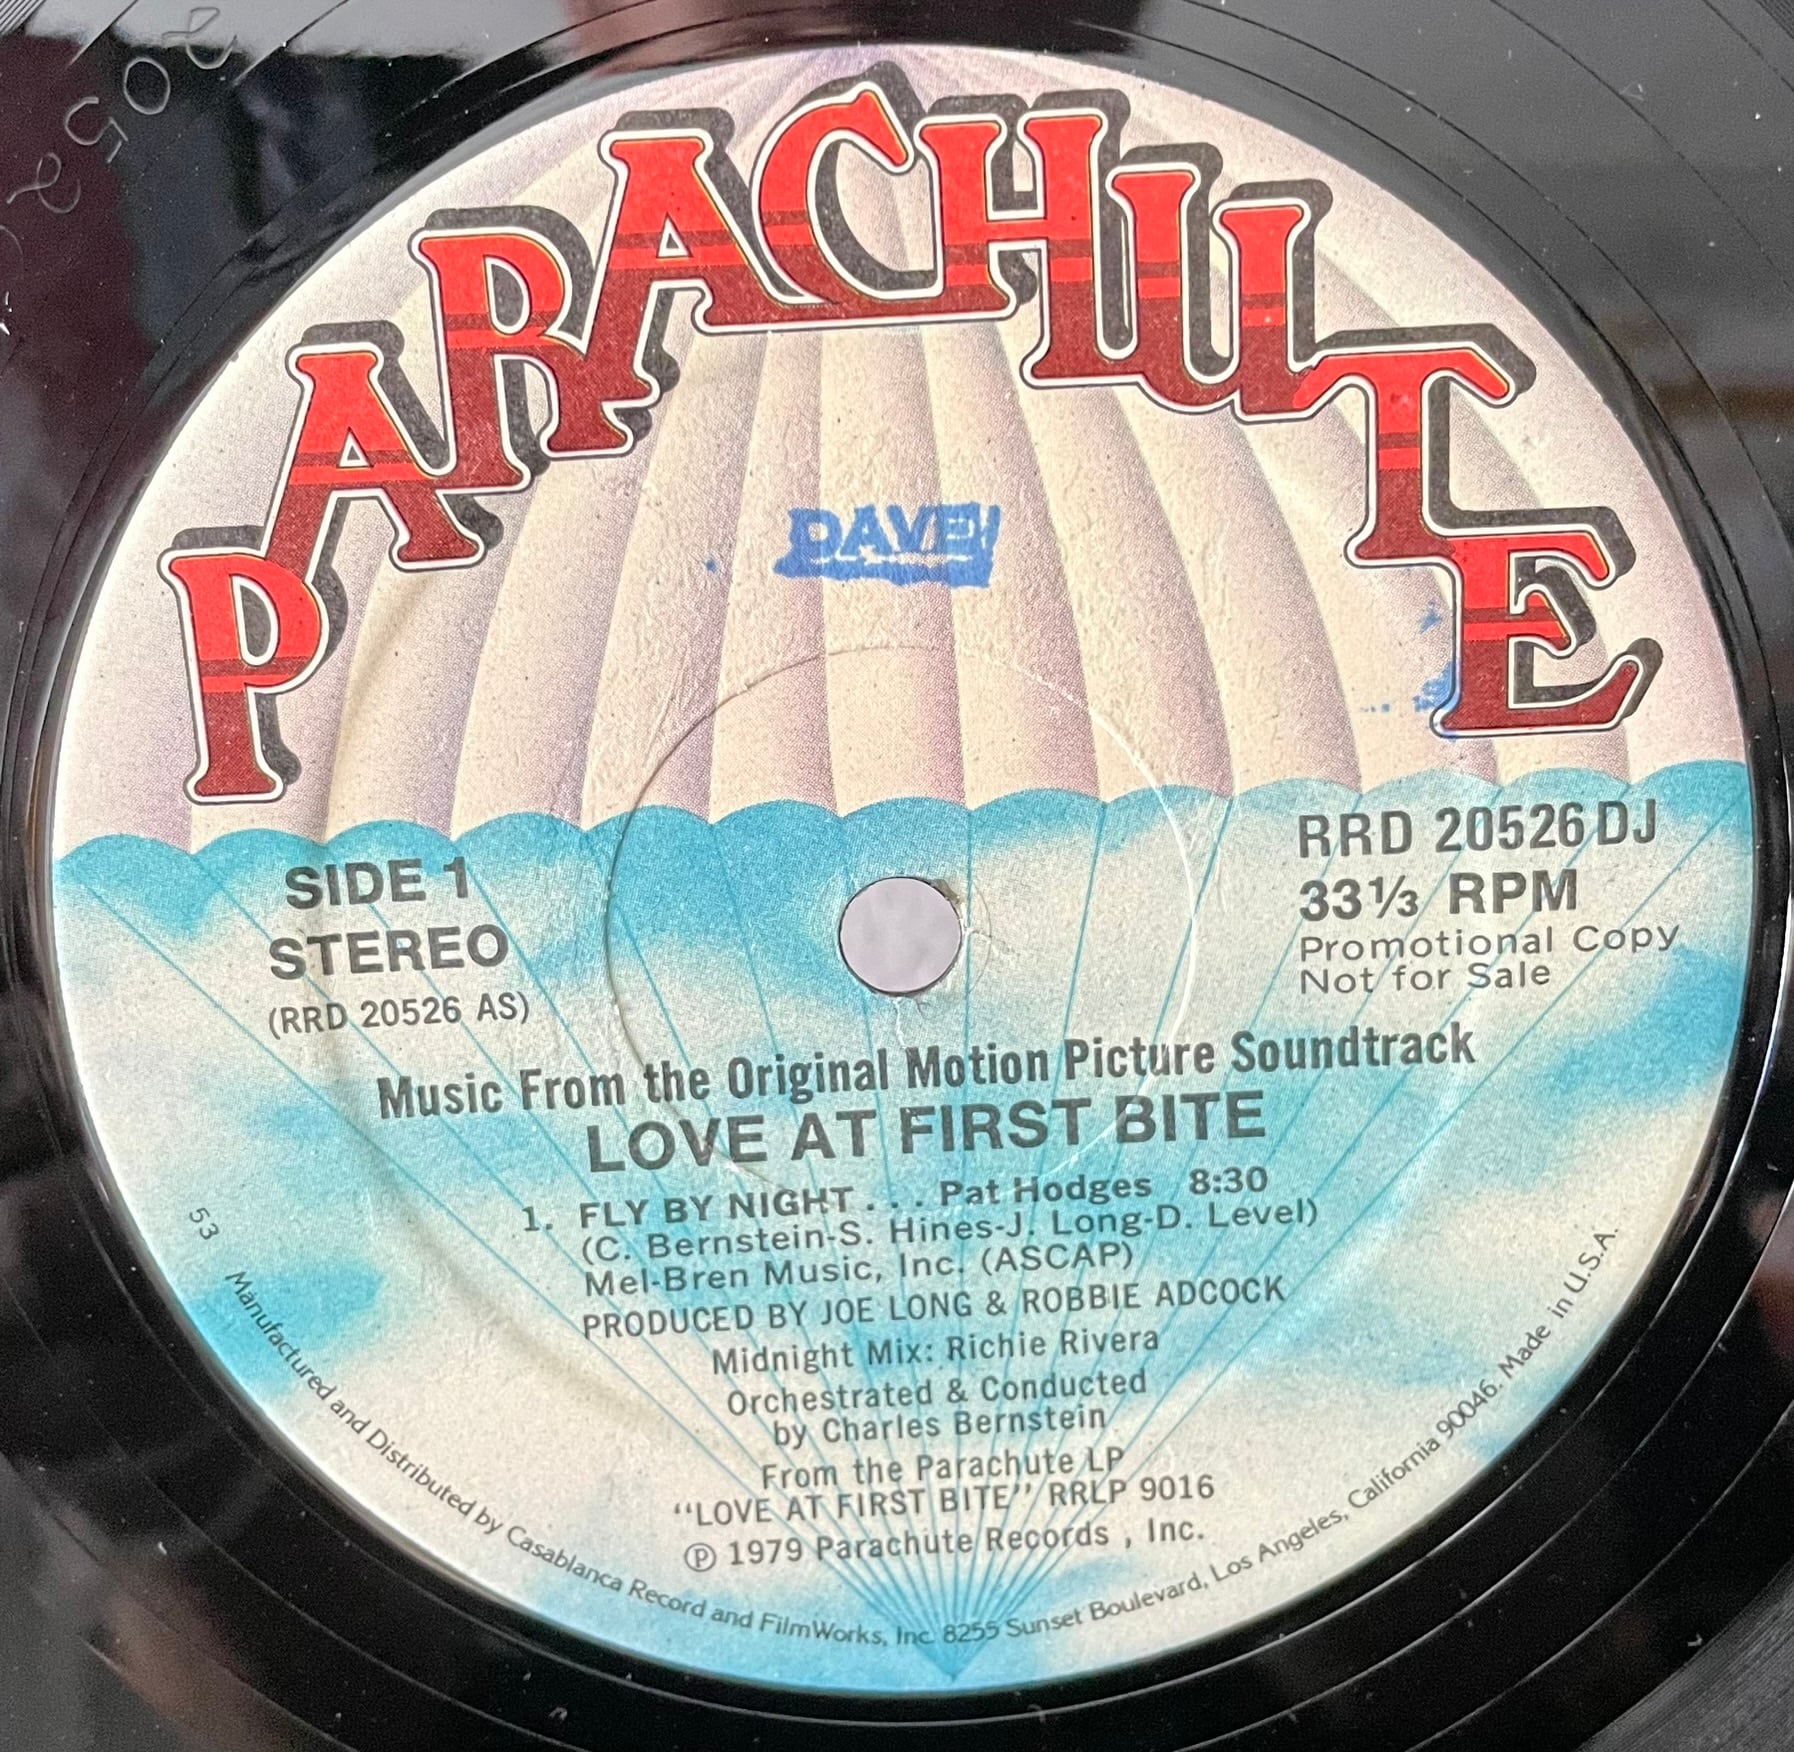 PARACHUTE
DAVE
SIDE 1
STEREO
(RRD 20526 AS)
RRD 20526 DJ
33⅓ RPM
Promotional Copy
Not for Sale
Music From the Original Motion Picture Soundtrack
LOVE AT FIRST BITE
1. FLY BY NIGHT . . . Pat Hodges 8:30
(C. Bernstein-S. Hines-J. Long-D. Level)
Mel-Bren Music, Inc. (ASCAP)
PRODUCED BY JOE LONG & ROBBIE ADCOCK
Midnight Mix: Richie Rivera
Orchestrated & Conducted
by Charles Bernstein
From the Parachute LP
“LOVE AT FIRST BITE” RRLP 9016
℗ 1979 Parachute Records , Inc.
53
Manufactured and Distributed by Casablanca Record and FilmWorks, Inc. 8255 Sunset Boulevard, Los Angeles, California 90046. Made in U.S.A.